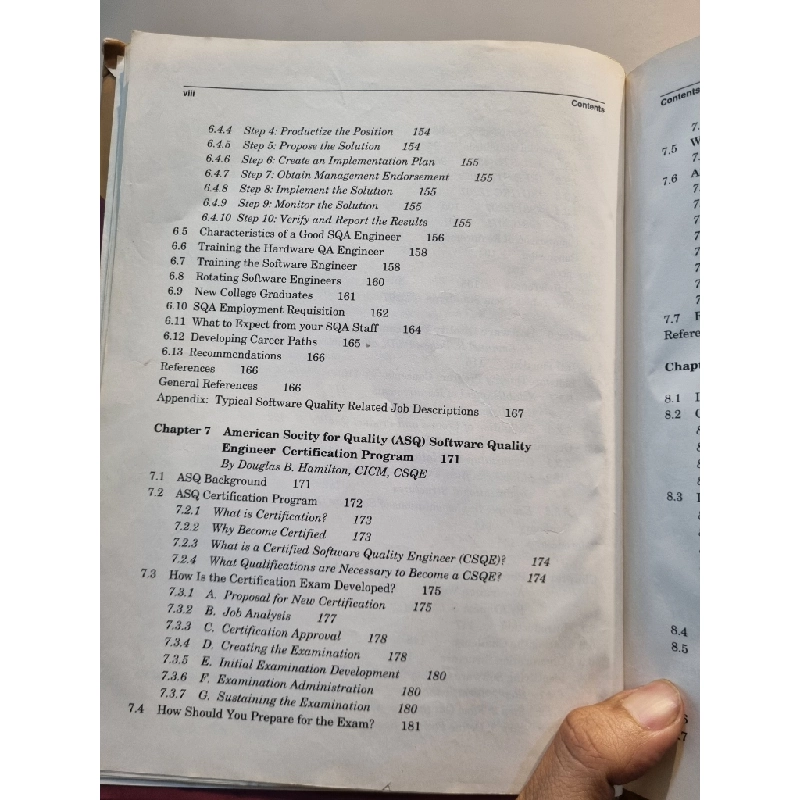 viii
Contents
6.4.4 Step 4: Productize the Position 154
6.4.5 Step 5: Propose the Solution 154
6.4.6 Step 6: Create an Implementation Plan 155
6.4.7 Step 7: Obtain Management Endorsement 155
6.4.8 Step 8: Implement the Solution 155
6.4.9 Step 9: Monitor the Solution 155
6.4.10 Step 10: Verify and Report the Results 155
6.5 Characteristics of a Good SQA Engineer 156
6.6 Training the Hardware QA Engineer 158
6.7 Training the Software Engineer 158
6.8 Rotating Software Engineers 160
6.9 New College Graduates 161
6.10 SQA Employment Requisition 162
6.11 What to Expect from your SQA Staff 164
6.12 Developing Career Paths 165
6.13 Recommendations 166
References 166
General References 166
Appendix: Typical Software Quality Related Job Descriptions 167
Chapter 7 American Socity for Quality (ASQ) Software Quality
Engineer Certification Program 171
By Douglas B. Hamilton, CICM, CSQE
7.1 ASQ Background 171
7.2 ASQ Certification Program 172
7.2.1 What is Certification? 173
7.2.2 Why Become Certified 173
7.2.3 What is a Certified Software Quality Engineer (CSQE)? 174
7.2.4 What Qualifications are Necessary to Become a CSQE? 174
7.3 How Is the Certification Exam Developed? 175
7.3.1 A. Proposal for New Certification 175
7.3.2 B. Job Analysis 177
7.3.3 C. Certification Approval 178
7.3.4 D. Creating the Examination 178
7.3.5 E. Initial Examination Development 180
7.3.6 F. Examination Administration 180
7.3.7 G. Sustaining the Examination 180
7.4 How Should You Prepare for the Exam? 181
Contents
7.5
7.6
7.7
8.1
8.2
8.3
8.4
8.5